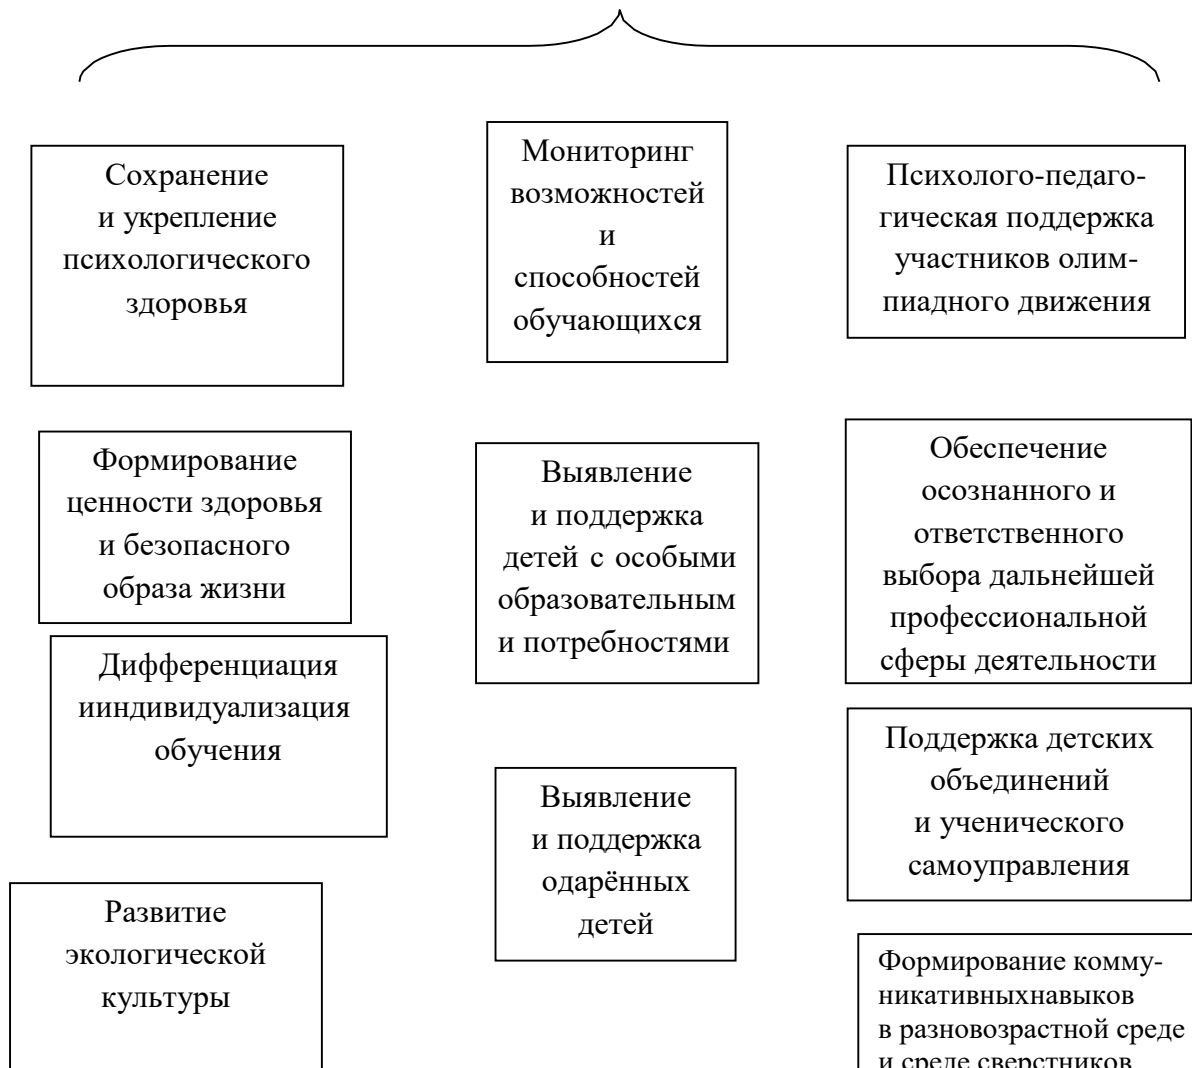 Сохранение
и укрепление
психологического
здоровья
Формирование
ценности здоровья
и безопасного
образа жизни
Дифференциация
ииндивидуализация
обучения
Развитие
экологической
культуры
Мониторинг
возможностей
и
способностей
обучающихся
Выявление
и поддержка
детей с особыми
образовательным
и потребностями
Выявление
и поддержка
одарённых
детей
Психолого-педаго-
гическая поддержка
участников олим-
пиадного движения
Обеспечение
осознанного и
ответственного
выбора дальнейшей
профессиональной
сферы деятельности
Поддержка детских
объединений
и ученического
самоуправления
Формирование комму-
никативныхнавыков
в разновозрастной среде
и среде сверстников